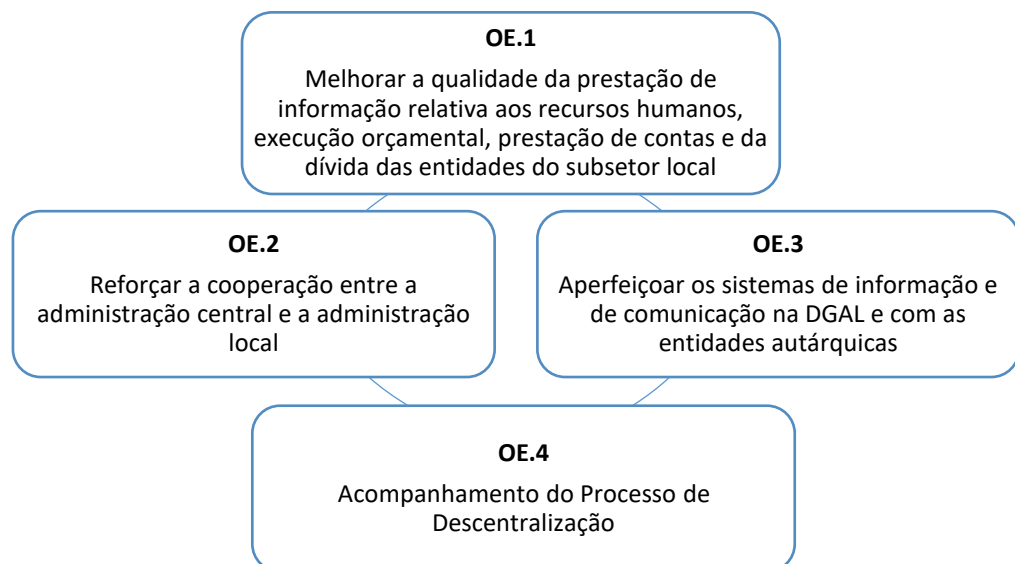 OE.1
Melhorar a qualidade da prestação de
informação relativa aos recursos humanos,
execução orçamental, prestação de contas e da
dívida das entidades do subsetor local
OE.2
Reforçar a cooperação entre a
administração central e a administração
local
OE.3
Aperfeiçoar os sistemas de informação e
de comunicação na DGAL e com as
entidades autárquicas
OE.4
Acompanhamento do Processo de
Descentralização